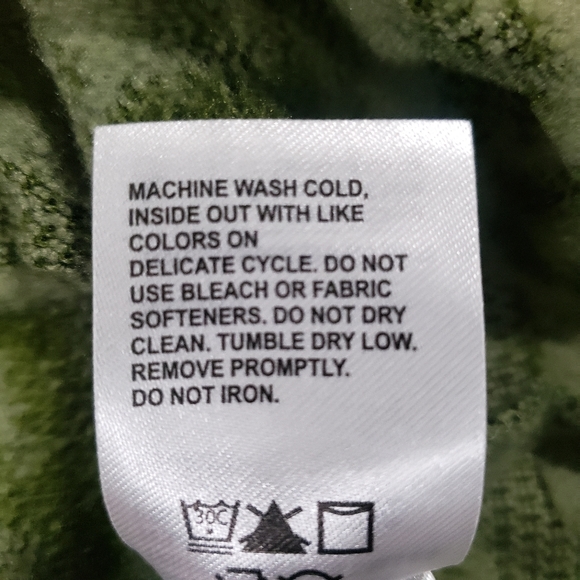 MACHINE WASH COLD,
INSIDE OUT WITH LIKE
COLORS ON
DELICATE CYCLE. DO NOT
USE BLEACH OR FABRIC
SOFTENERS. DO NOT DRY
CLEAN. TUMBLE DRY LOW.
REMOVE PROMPTLY.
DO NOT IRON.
30C